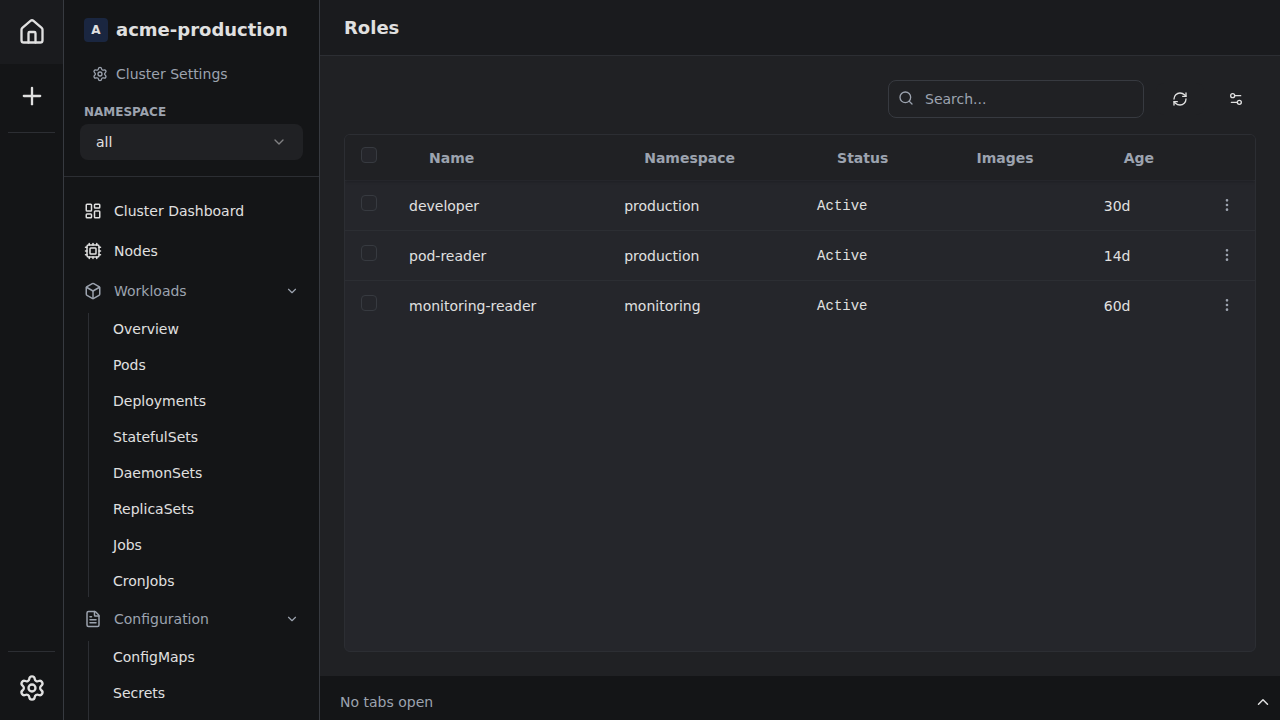 A acme-production
Cluster Settings
NAMESPACE
all
Cluster Dashboard
Nodes
Workloads
Overview
Pods
Deployments
StatefulSets
DaemonSets
ReplicaSets
Jobs
CronJobs
Configuration
ConfigMaps
Secrets
Roles
Search...
Name Namespace Status Images Age
developer production Active 30d
pod-reader production Active 14d
monitoring-reader monitoring Active 60d
No tabs open